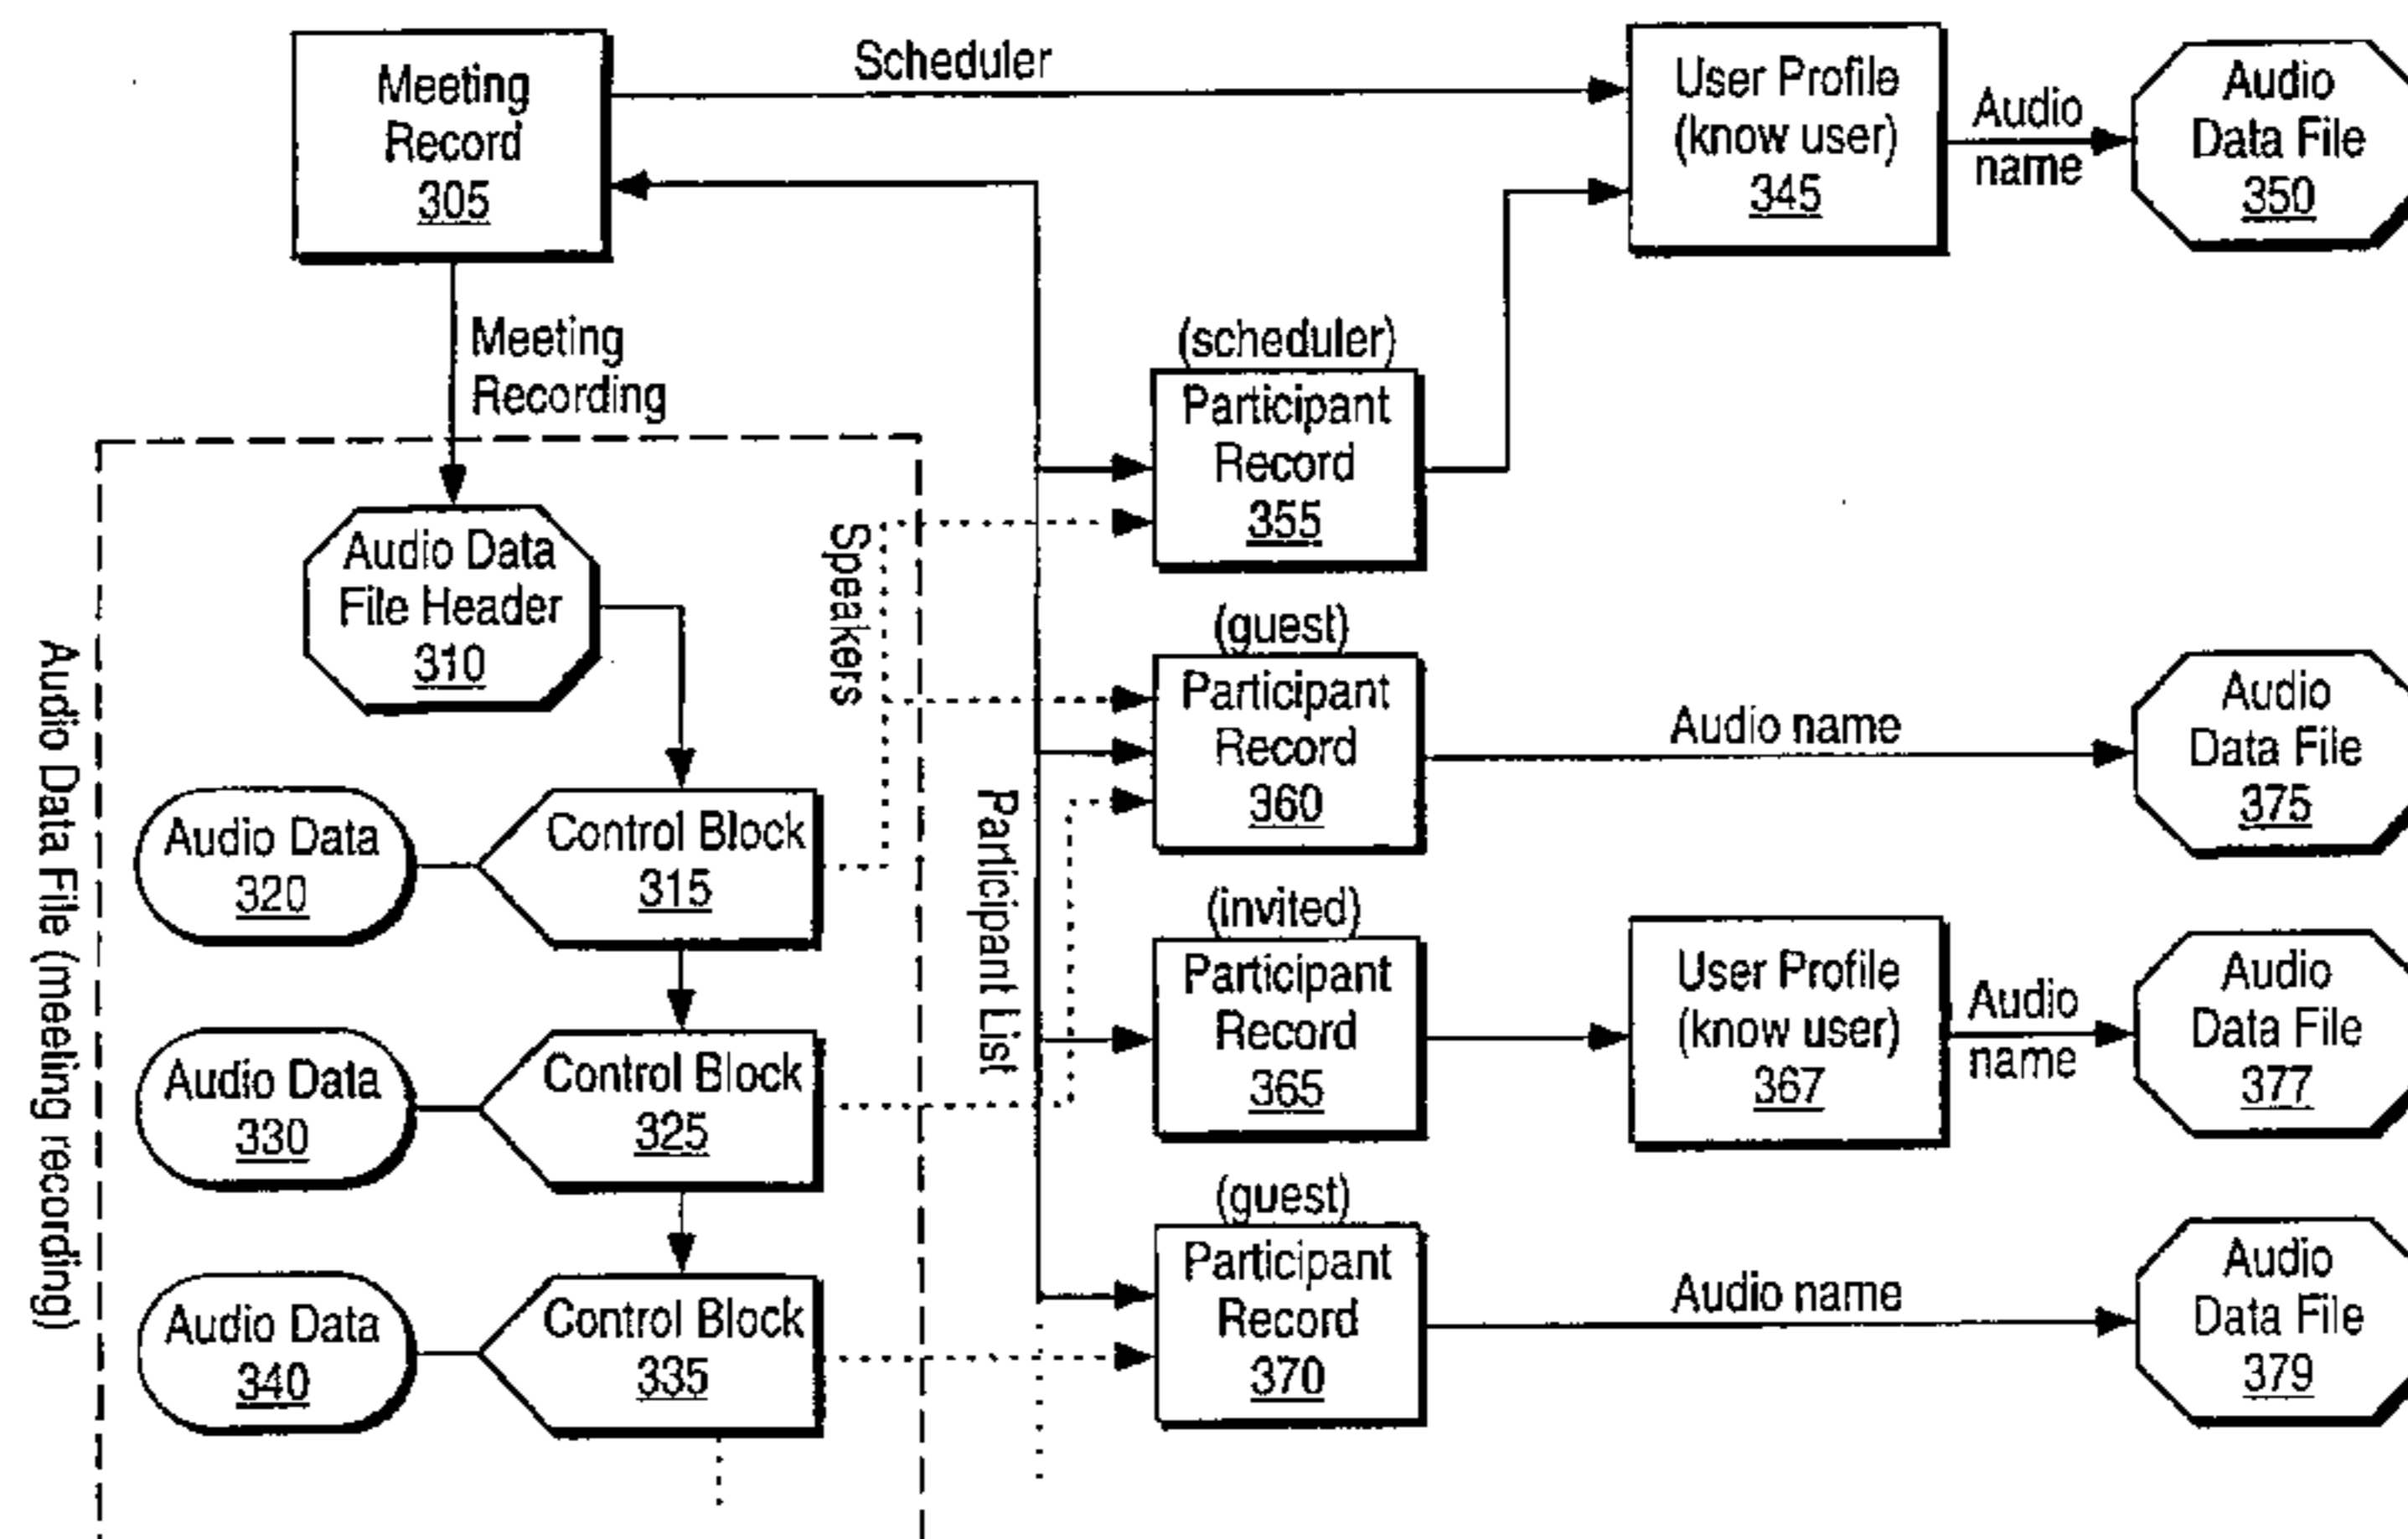 Meeting
Record
305
Scheduler
User Profile
(know user)
345
Audio
name
Audio
Data File
350
Meeting
Recording
(scheduler)
Participant
Record
355
Audio Data
File Header
310
Speakers
(guest)
Participant
Record
360
Audio name
Audio
Data File
375
Audio Data File (meeting recording)
Audio Data
320
Control Block
315
Participant List
(invited)
Participant
Record
365
User Profile
(know user)
367
Audio
name
Audio
Data File
377
Audio Data
330
Control Block
325
(guest)
Participant
Record
370
Audio name
Audio
Data File
379
Audio Data
340
Control Block
335